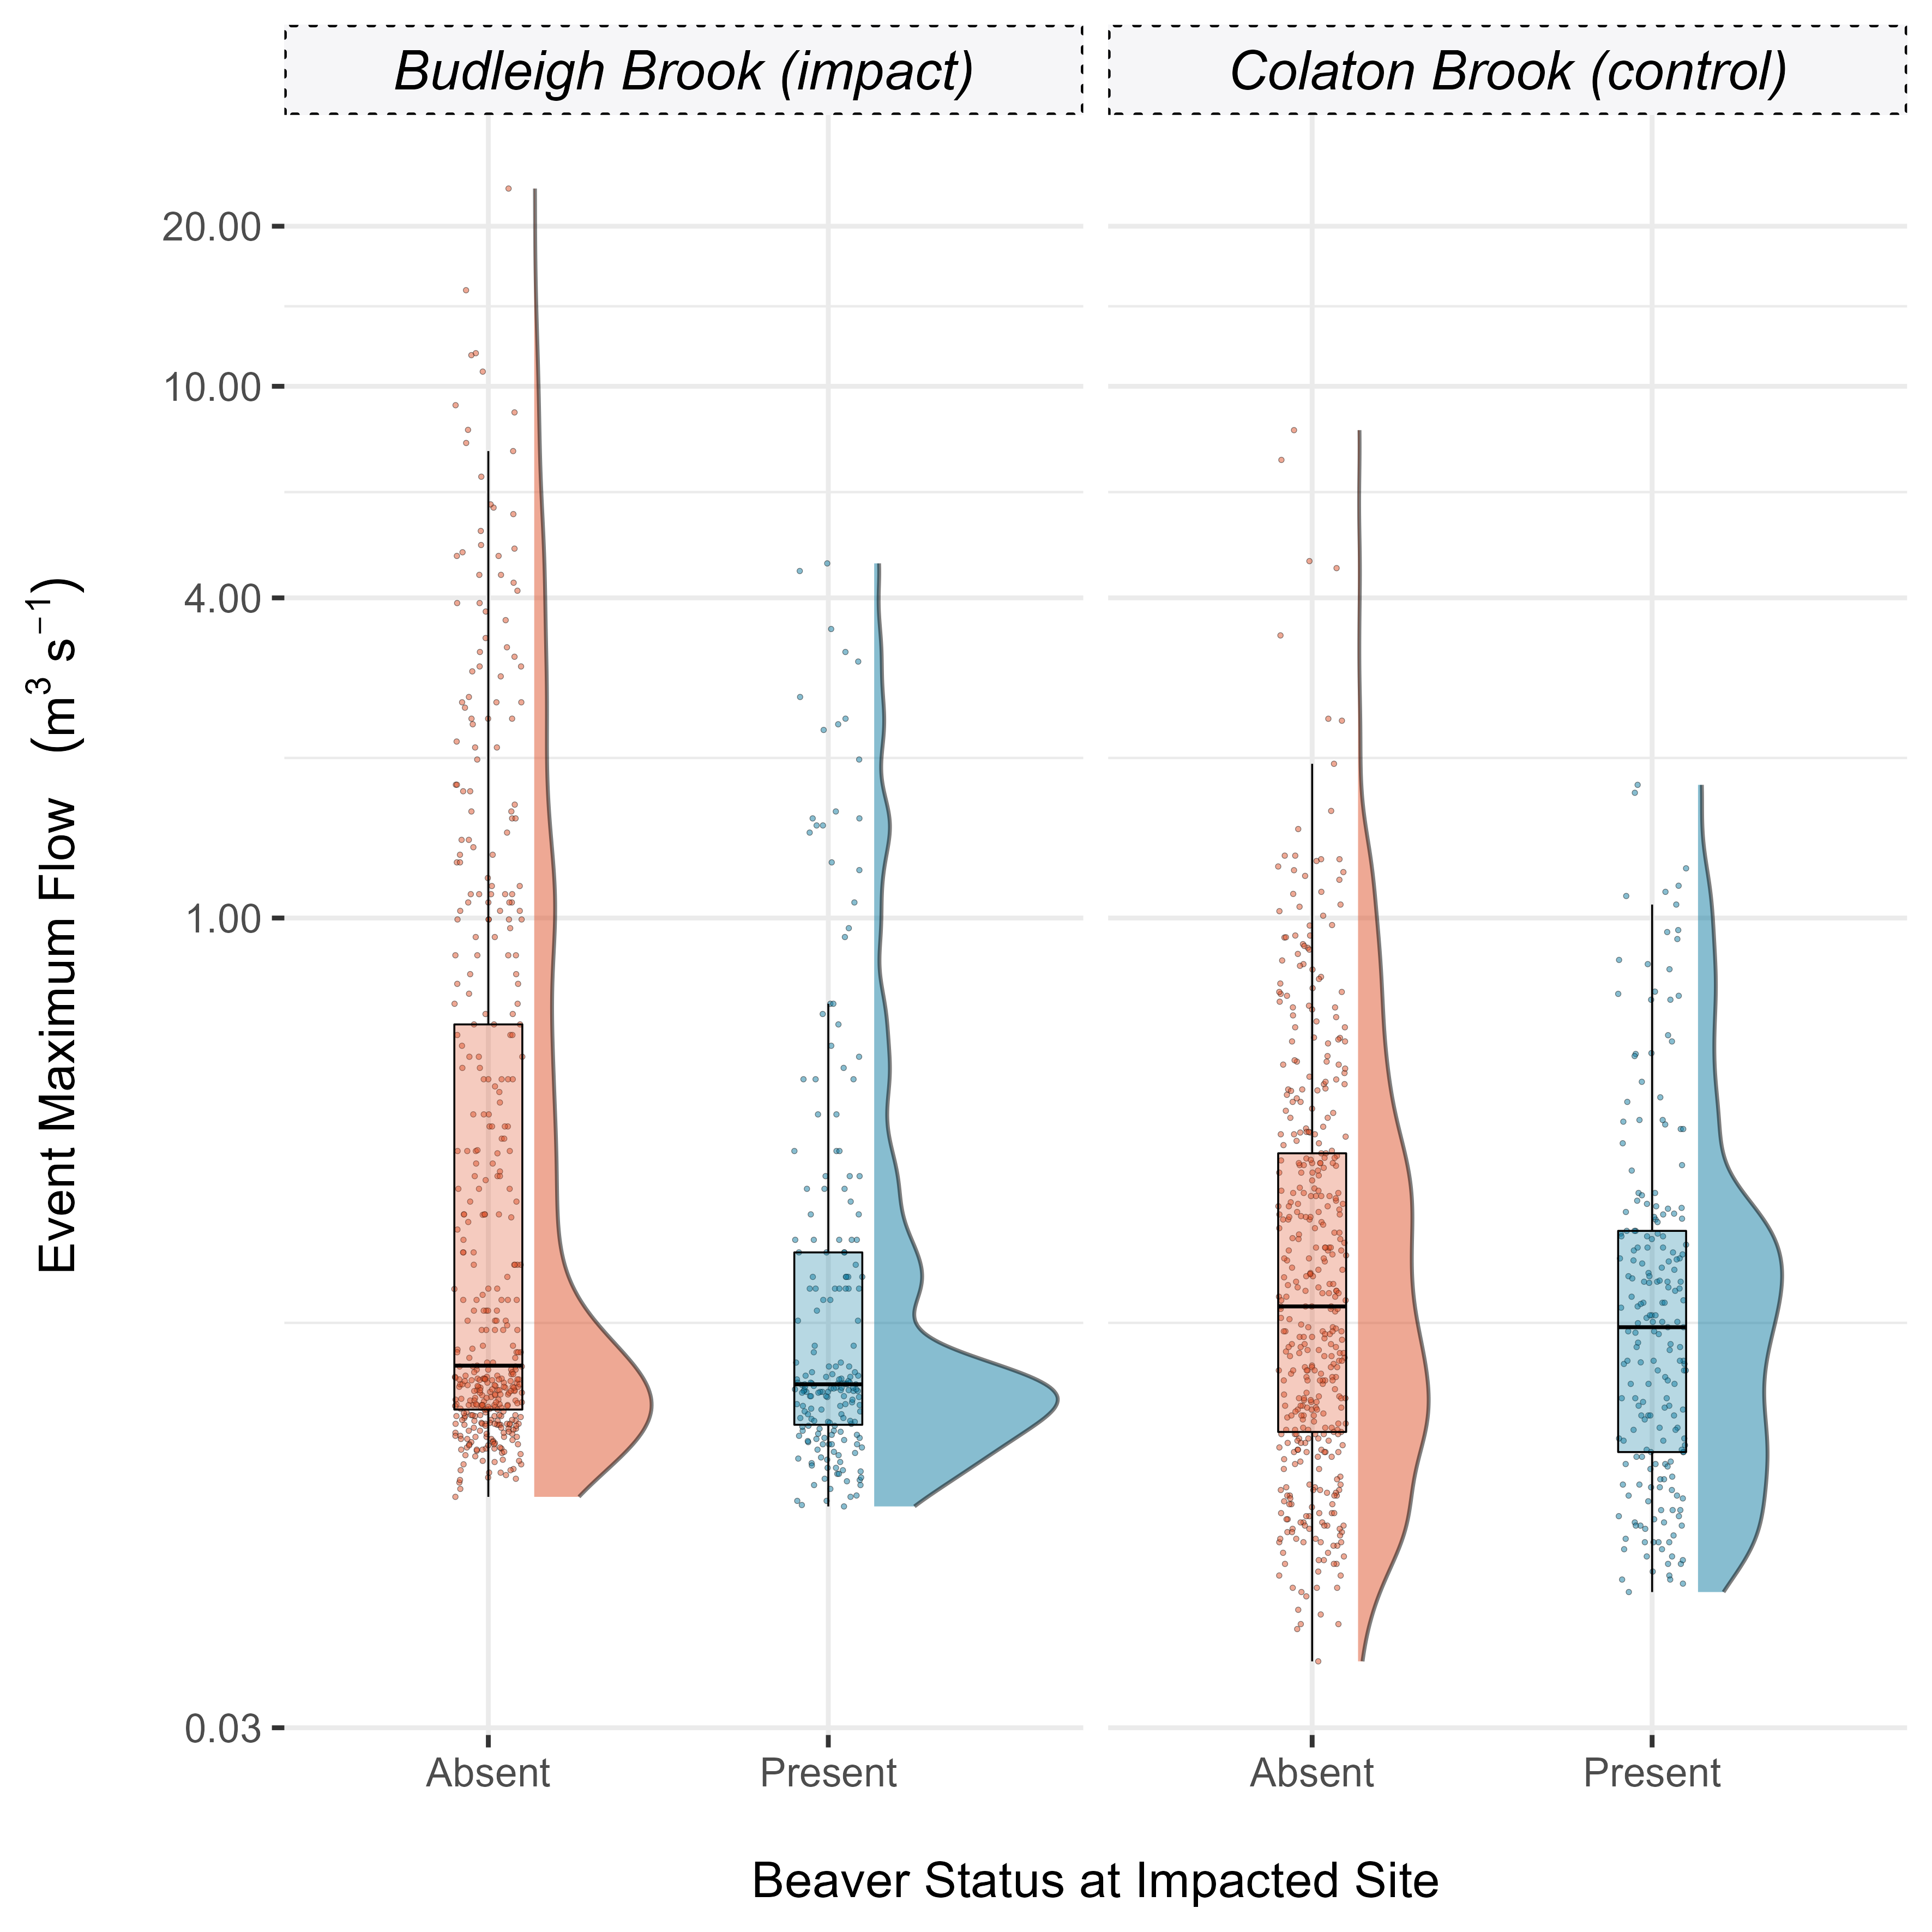 Budleigh Brook (impact)
Colaton Brook (control)
Event Maximum Flow (m³ s⁻¹)
20.00
10.00
4.00
1.00
0.03
Absent
Present
Absent
Present
Beaver Status at Impacted Site